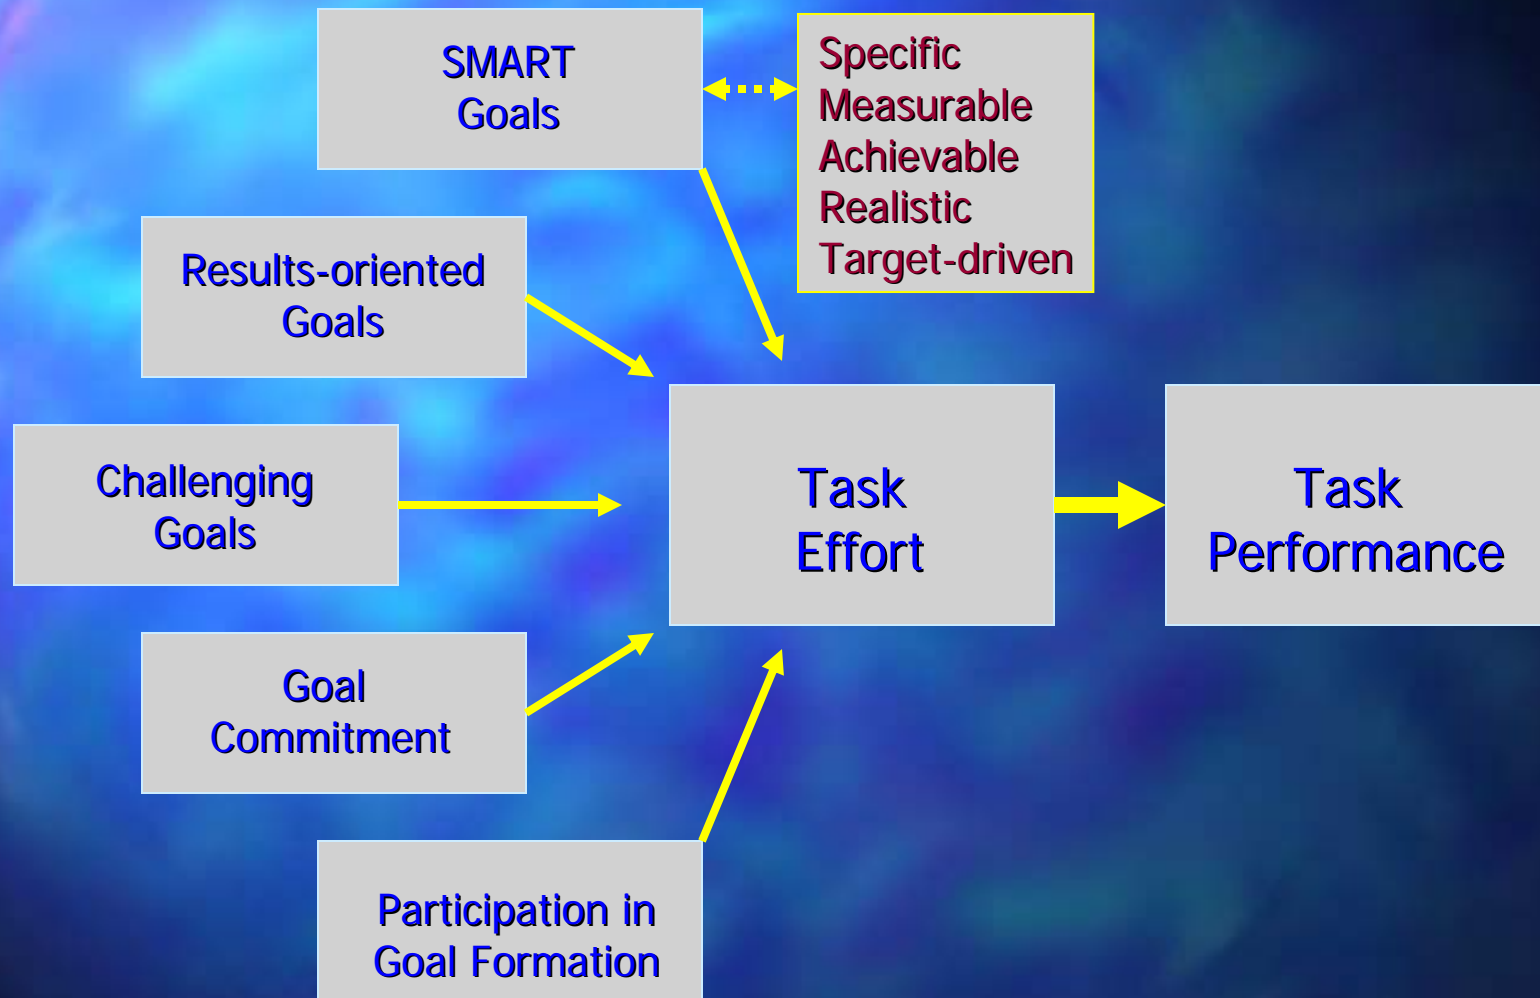 SMART
Goals
Specific
Measurable
Achievable
Realistic
Target-driven
Results-oriented
Goals
Challenging
Goals
Task
Effort
Task
Performance
Goal
Commitment
Participation in
Goal Formation